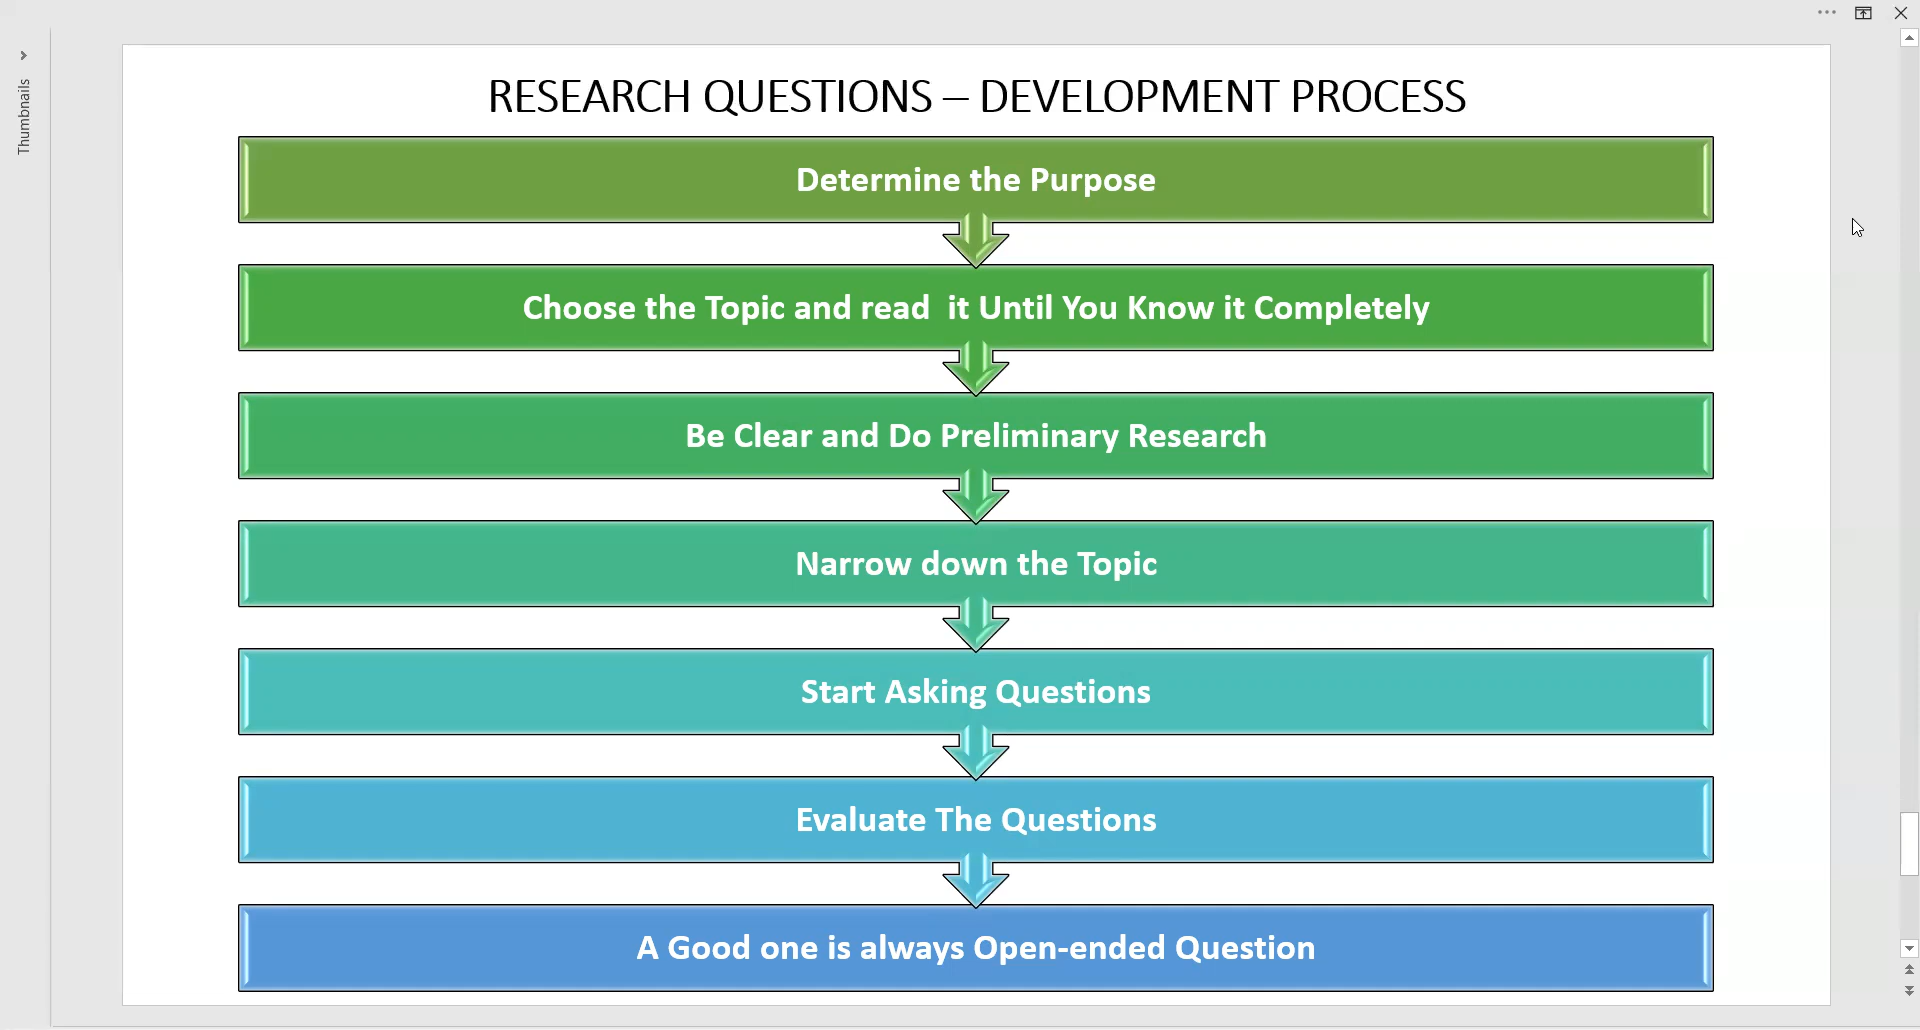 Thumbnails
RESEARCH QUESTIONS – DEVELOPMENT PROCESS
Determine the Purpose
Choose the Topic and read  it Until You Know it Completely
Be Clear and Do Preliminary Research
Narrow down the Topic
Start Asking Questions
Evaluate The Questions
A Good one is always Open-ended Question